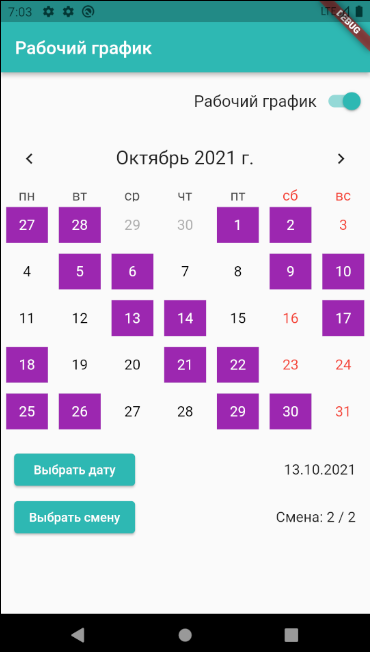 7:03 LTE
DEBUG
Рабочий график
Рабочий график
Октябрь 2021 г.
пн вт ср чт пт сб вс
27 28 29 30 1 2 3
4 5 6 7 8 9 10
11 12 13 14 15 16 17
18 19 20 21 22 23 24
25 26 27 28 29 30 31
Выбрать дату 13.10.2021
Выбрать смену Смена: 2 / 2